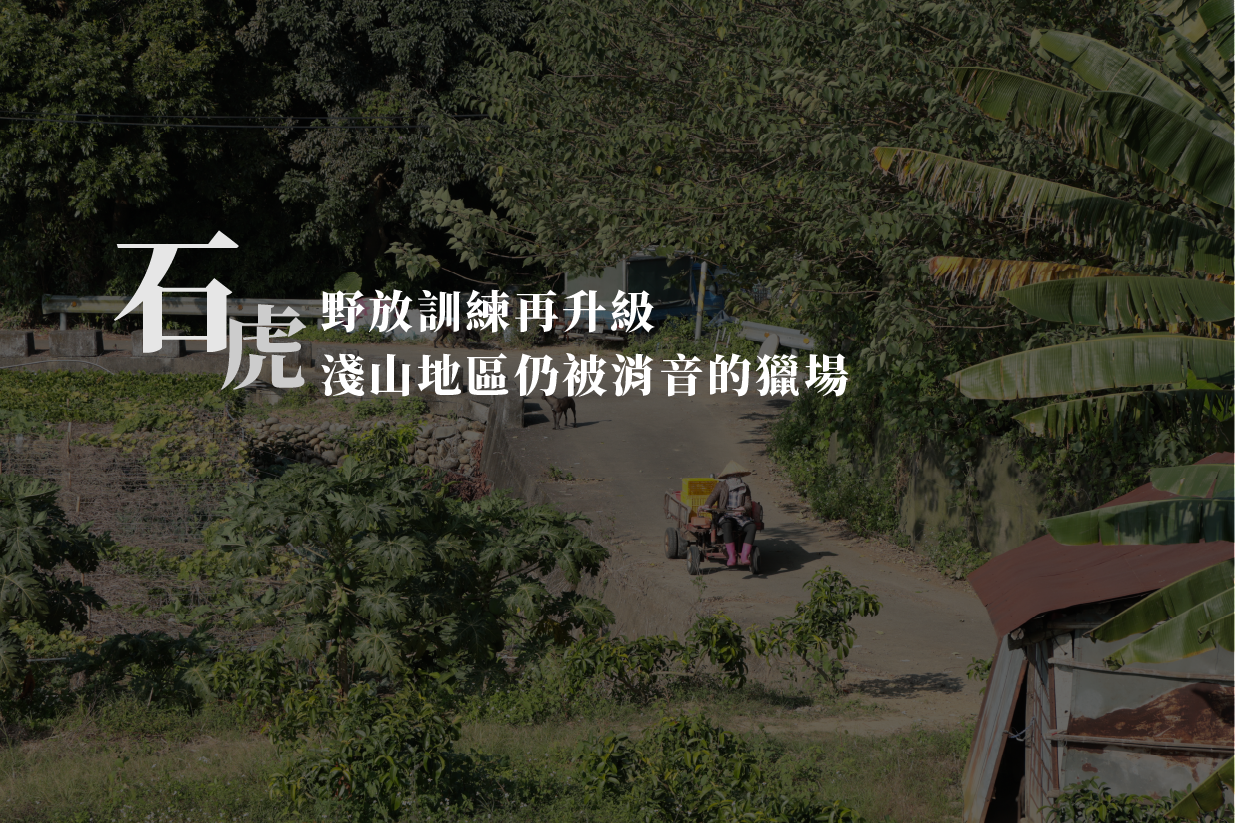 石虎
野放訓練再升級
淺山地區仍被消音的獵場